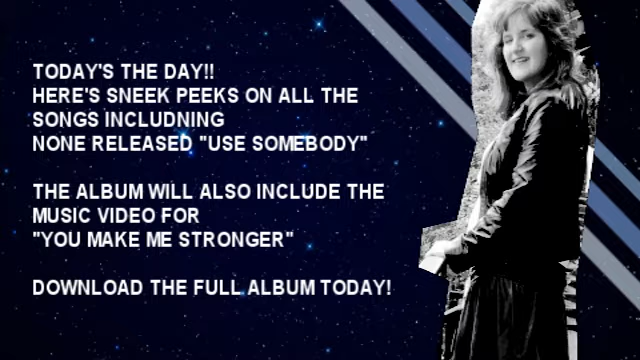 TODAY'S THE DAY!!
HERE'S SNEEK PEEKS ON ALL THE
SONGS INCLUDNING
NONE RELEASED "USE SOMEBODY"
THE ALBUM WILL ALSO INCLUDE THE
MUSIC VIDEO FOR
"YOU MAKE ME STRONGER"
DOWNLOAD THE FULL ALBUM TODAY!